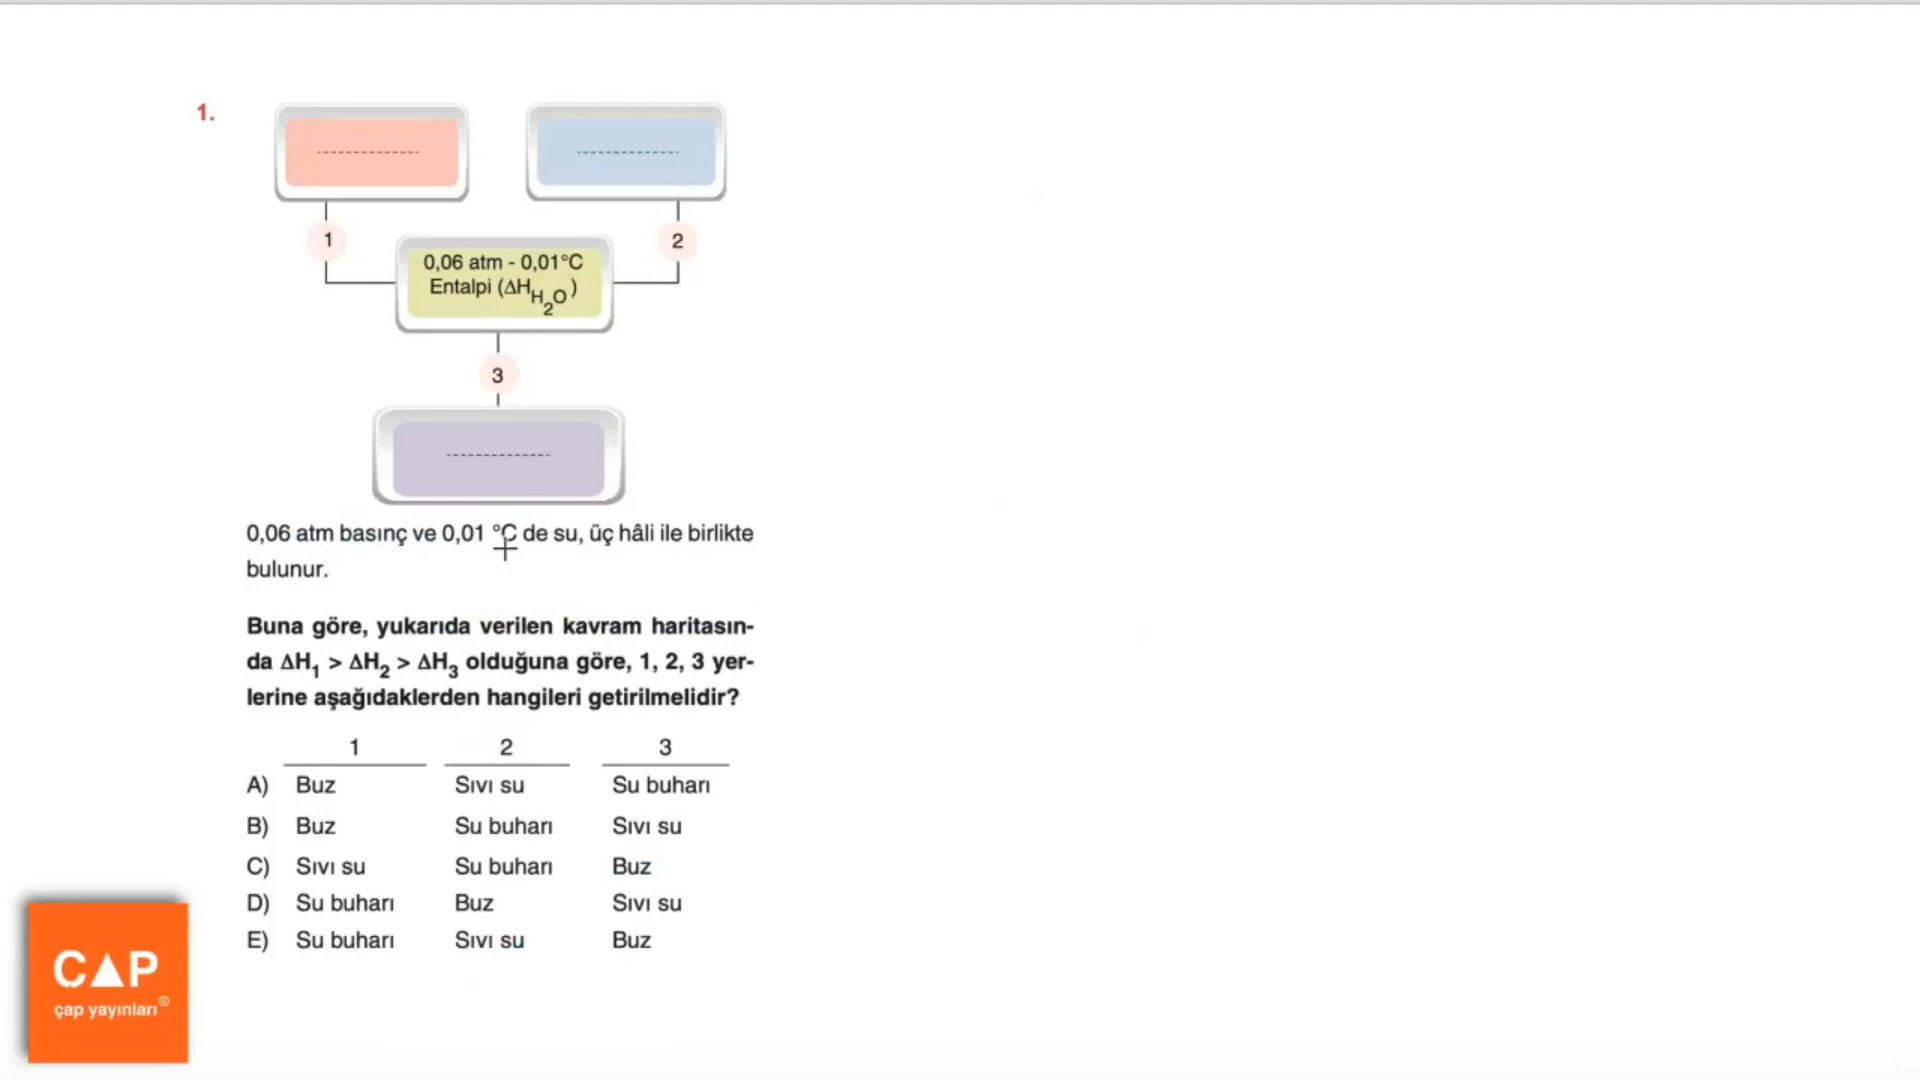 1.
1
2
0,06 atm - 0,01°C
Entalpi (ΔH_H₂O)
3
0,06 atm basınç ve 0,01 °C de su, üç hâli ile birlikte
bulunur.
Buna göre, yukarıda verilen kavram haritasın-
da ΔH₁ > ΔH₂ > ΔH₃ olduğuna göre, 1, 2, 3 yer-
lerine aşağıdaklerden hangileri getirilmelidir?
1 2 3
A) Buz Sıvı su Su buharı
B) Buz Su buharı Sıvı su
C) Sıvı su Su buharı Buz
D) Su buharı Buz Sıvı su
E) Su buharı Sıvı su Buz
ÇAP
çap yayınları®